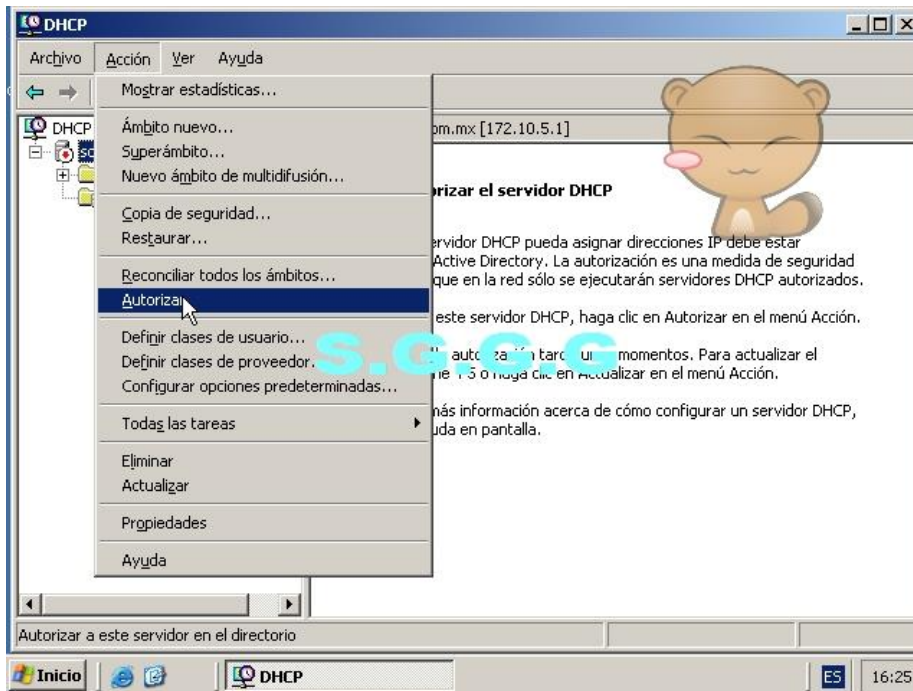 DHCP
Archivo Acción Ver Ayuda
Mostrar estadísticas...
Ámbito nuevo...
Superámbito...
Nuevo ámbito de multidifusión...
Copia de seguridad...
Restaurar...
Reconciliar todos los ámbitos...
Autorizar
Definir clases de usuario...
Definir clases de proveedor.
Configurar opciones predeterminadas...
Todas las tareas
Eliminar
Actualizar
Propiedades
Ayuda
DHCP
om.mx [172.10.5.1]
rizar el servidor DHCP
ervidor DHCP pueda asignar direcciones IP debe estar
Active Directory. La autorización es una medida de seguridad
que en la red sólo se ejecutarán servidores DHCP autorizados.
este servidor DHCP, haga clic en Autorizar en el menú Acción.
momentos. Para actualizar el
haga clic en Actualizar en el menú Acción.
más información acerca de cómo configurar un servidor DHCP,
uda en pantalla.
S.G.G.G
Autorizar a este servidor en el directorio
Inicio DHCP ES 16:25